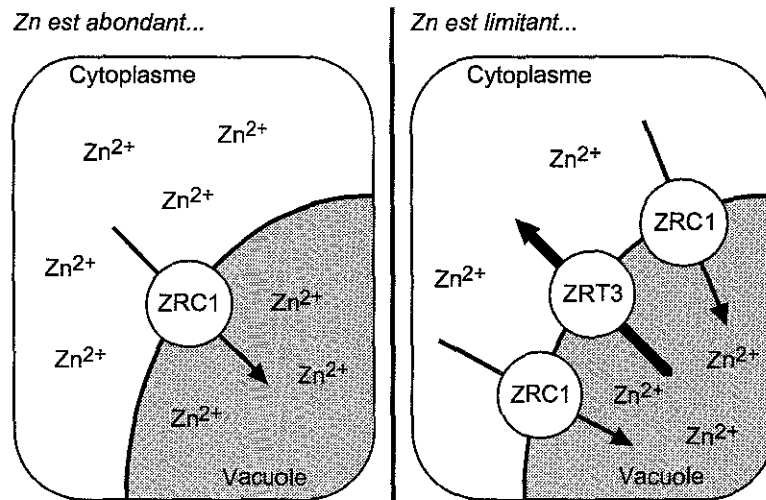 Zn est abondant...
Cytoplasme
Zn2+
Zn2+
Zn2+
Zn2+
ZRC1
Zn2+
Zn2+
Zn2+
Zn2+
Vacuole
Zn est limitant...
Cytoplasme
Zn2+
ZRC1
Zn2+
ZRT3
Zn2+
ZRC1
Zn2+
Zn2+
Vacuole